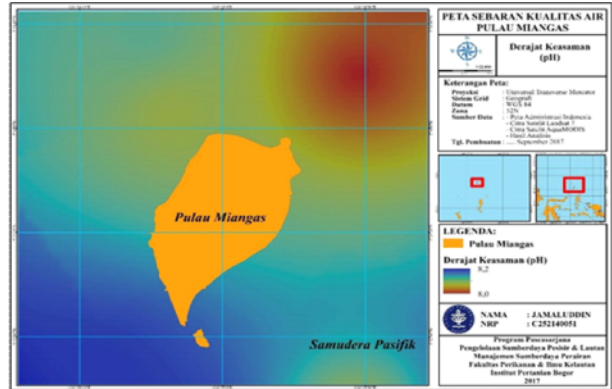 Pulau Miangas
Samudera Pasifik
PETA SEBARAN KUALITAS AIR
PULAU MIANGAS
Derajat Keasaman
(pH)
Keterangan Peta:
Proyeksi : Universal Transverse Mercator
Sistem Grid : Geografi
Datum : WGS 84
Zona : 52N
Sumber Data : - Peta Administrasi Indonesia
- Citra Satelit Landsat 7
- Citra Satelit AquaMODIS
- Hasil Analisis
Tgl. Pembuatan : ..... September 2017
LEGENDA:
Pulau Miangas
Derajat Keasaman (pH)
8,2
8,0
NAMA : JAMALUDDIN
NRP : C252140051
Program Pascasarjana
Pengelolaan Sumberdaya Pesisir & Lautan
Manajemen Sumberdaya Perairan
Fakultas Perikanan & Ilmu Kelautan
Institut Pertanian Bogor
2017